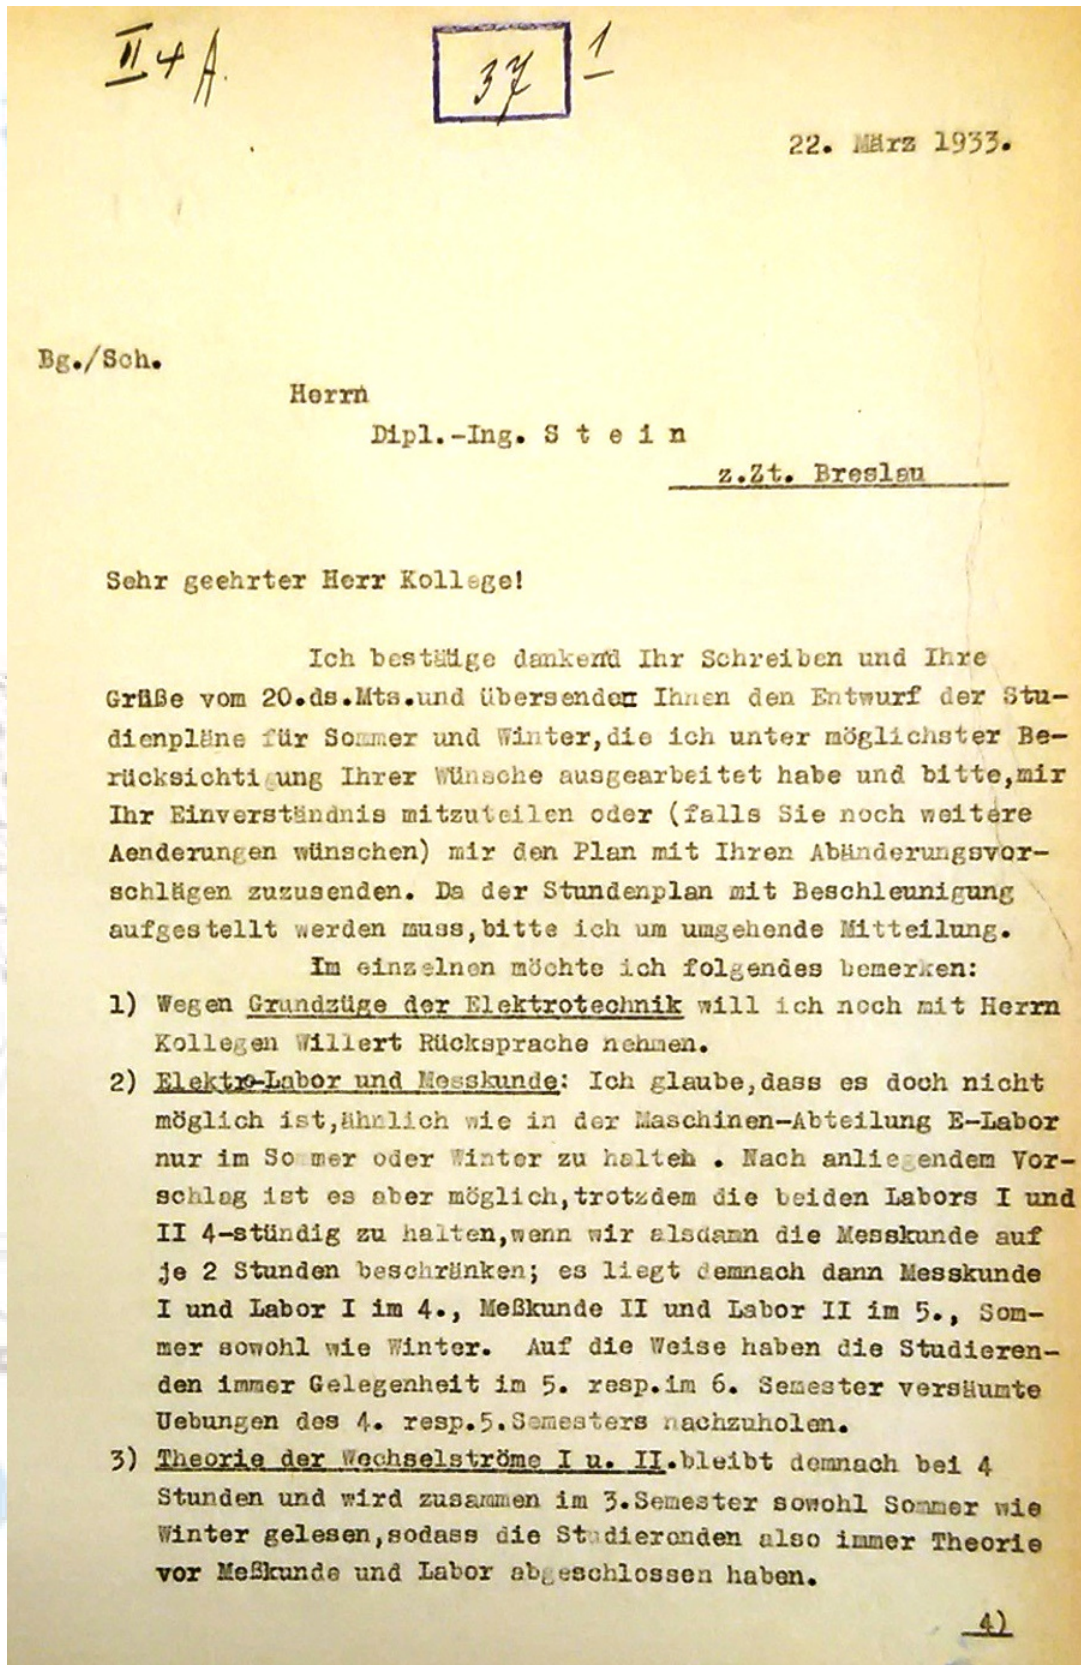 II 4 A.
37
1
22. März 1933.
Bg./Sch.
Herrn
Dipl.-Ing. S t e i n
z.Zt. Breslau
Sehr geehrter Herr Kollege!
Ich bestätige dankend Ihr Schreiben und Ihre
Grüße vom 20.ds.Mts.und übersenden Ihnen den Entwurf der Stu-
dienpläne für Sommer und Winter,die ich unter möglichster Be-
rücksichtigung Ihrer Wünsche ausgearbeitet habe und bitte,mir
Ihr Einverständnis mitzuteilen oder (falls Sie noch weitere
Aenderungen wünschen) mir den Plan mit Ihren Abänderungsvor-
schlägen zuzusenden. Da der Stundenplan mit Beschleunigung
aufgestellt werden muss,bitte ich um umgehende Mitteilung.
Im einzelnen möchte ich folgendes bemerken:
1) Wegen Grundzüge der Elektrotechnik will ich noch mit Herrn
Kollegen Willert Rücksprache nehmen.
2) Elektro-Labor und Messkunde: Ich glaube,dass es doch nicht
möglich ist,ähnlich wie in der Maschinen-Abteilung E-Labor
nur im Sommer oder Winter zu halten . Nach anliegendem Vor-
schlag ist es aber möglich,trotzdem die beiden Labors I und
II 4-stündig zu halten,wenn wir alsdann die Messkunde auf
je 2 Stunden beschränken; es liegt demnach dann Messkunde
I und Labor I im 4., Meßkunde II und Labor II im 5., Som-
mer sowohl wie Winter. Auf die Weise haben die Studieren-
den immer Gelegenheit im 5. resp.im 6. Semester versäumte
Uebungen des 4. resp.5.Semesters nachzuholen.
3) Theorie der Wechselströme I u. II.bleibt demnach bei 4
Stunden und wird zusammen im 3.Semester sowohl Sommer wie
Winter gelesen,sodass die Studierenden also immer Theorie
vor Meßkunde und Labor abgeschlossen haben.
4)